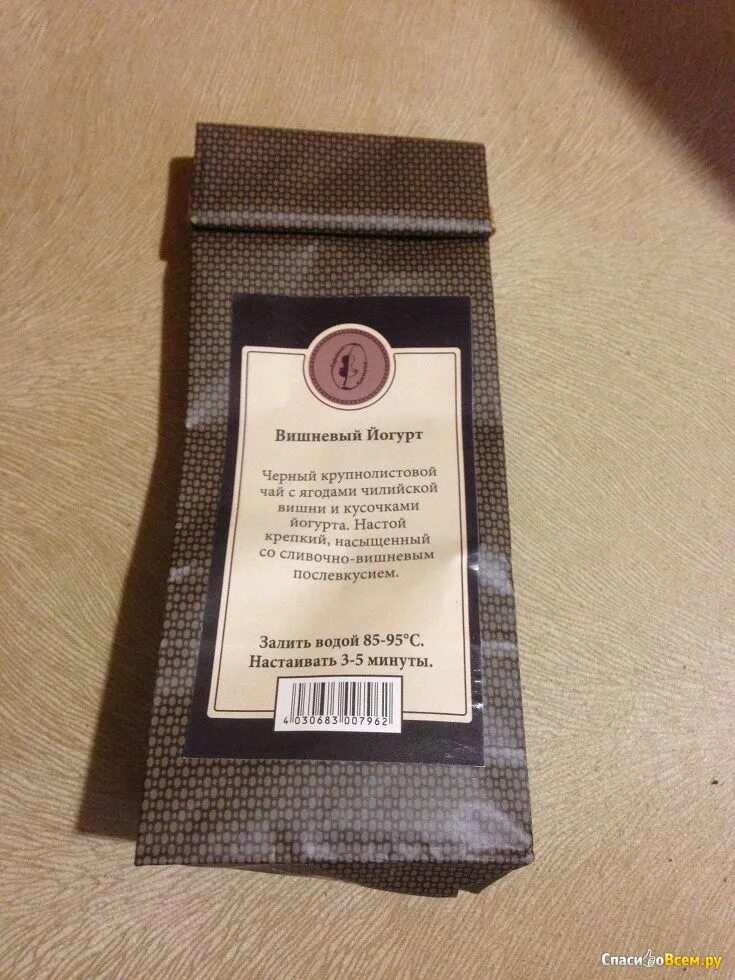 Вишневый Йогурт
Черный крупнолистовой
чай с ягодами чилийской
вишни и кусочками
йогурта. Настой
крепкий, насыщенный
со сливочно-вишневым
послевкусием.
Залить водой 85-95°С.
Настаивать 3-5 минуты.
4 030683 007962
СпасибоВсем.ру